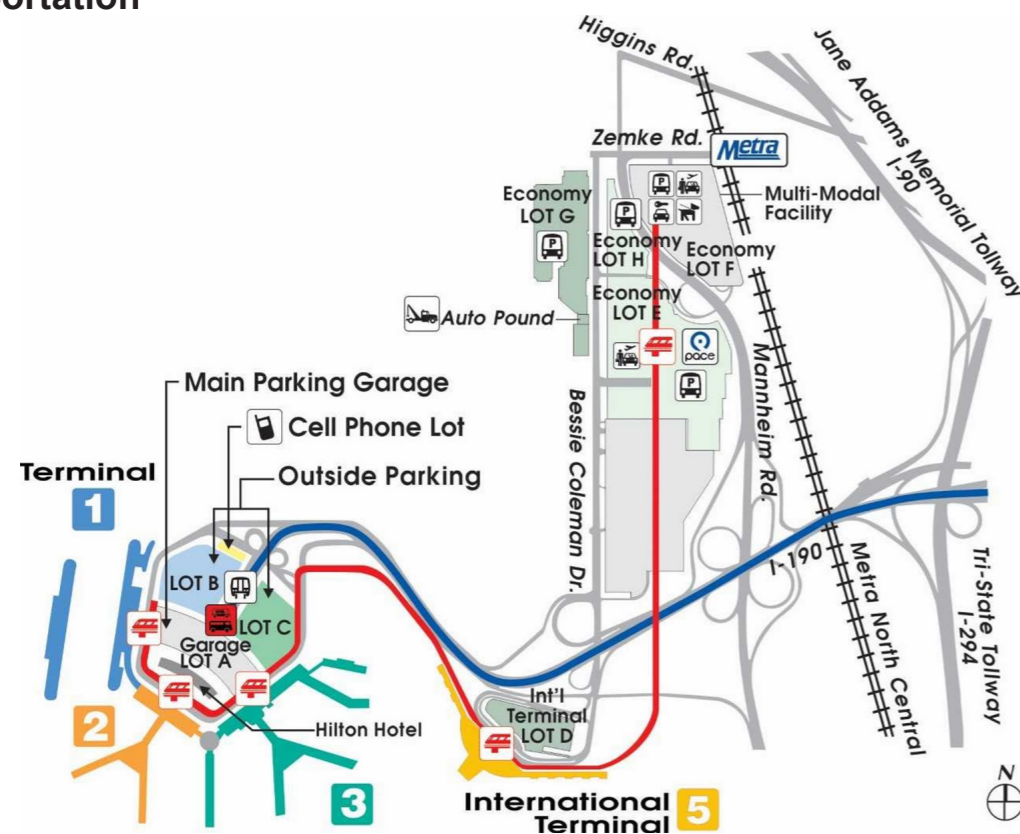 ortation
Higgins Rd.
Jane Addams Memorial Tollway
I-90
Zemke Rd.
Metra
Multi-Modal
Facility
Economy
LOT G
P
P
P
Economy
LOT H
Economy
LOT F
Economy
LOT E
Auto Pound
pace
P
Mannheim Rd.
Bessie Coleman Dr.
Main Parking Garage
Cell Phone Lot
Outside Parking
Terminal
1
LOT B
LOT C
Garage
LOT A
I-190
Metra North Central
Tri-State Tollway
I-294
Int'l
Terminal
LOT D
2
Hilton Hotel
3
International
Terminal
5
N